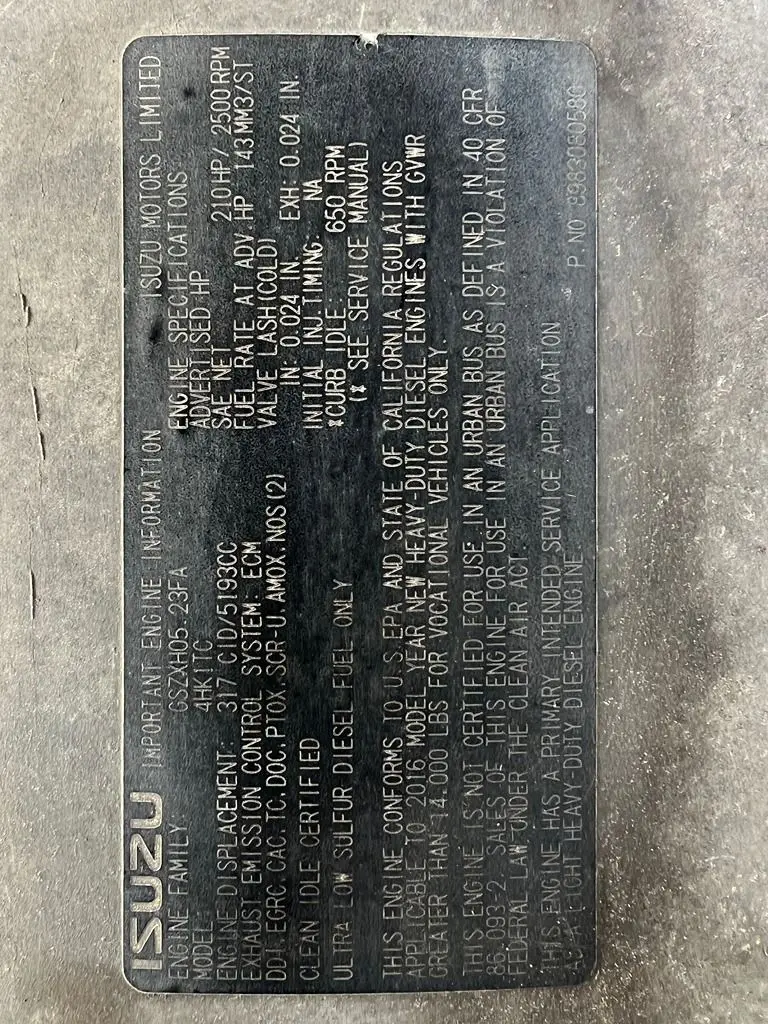 ISUZU IMPORTANT ENGINE INFORMATION ISUZU MOTORS LIMITED
ENGINE FAMILY GSZXH05.23FA
MODEL 4HK1TC
ENGINE DISPLACEMENT: 317 CID/5193CC
EXHAUST EMISSION CONTROL SYSTEM: ECM
DDI,EGRC,CAC,TC,DOC,PTOX,SCR-U,AMOX,NOS(2)
CLEAN IDLE CERTIFIED
ULTRA LOW SULFUR DIESEL FUEL ONLY
ENGINE SPECIFICATIONS
ADVERTISED HP
SAE NET 210HP/ 2500RPM
FUEL RATE AT ADV HP 143MM3/ST
VALVE LASH(COLD)
IN: 0.024 IN. EXH: 0.024 IN.
INITIAL INJ.TIMING: NA
*CURB IDLE: 650 RPM
(* SEE SERVICE MANUAL)
THIS ENGINE CONFORMS TO U.S.EPA AND STATE OF CALIFORNIA REGULATIONS
APPLICABLE TO 2016 MODEL YEAR NEW HEAVY-DUTY DIESEL ENGINES WITH GVWR
GREATER THAN 14,000 LBS FOR VOCATIONAL VEHICLES ONLY.
THIS ENGINE IS NOT CERTIFIED FOR USE IN AN URBAN BUS AS DEFINED IN 40 CFR
86.093-2. SALES OF THIS ENGINE FOR USE IN AN URBAN BUS IS A VIOLATION OF
FEDERAL LAW UNDER THE CLEAN AIR ACT.
THIS ENGINE HAS A PRIMARY INTENDED SERVICE APPLICATION
AS A LIGHT HEAVY-DUTY DIESEL ENGINE. P.NO 8983080580